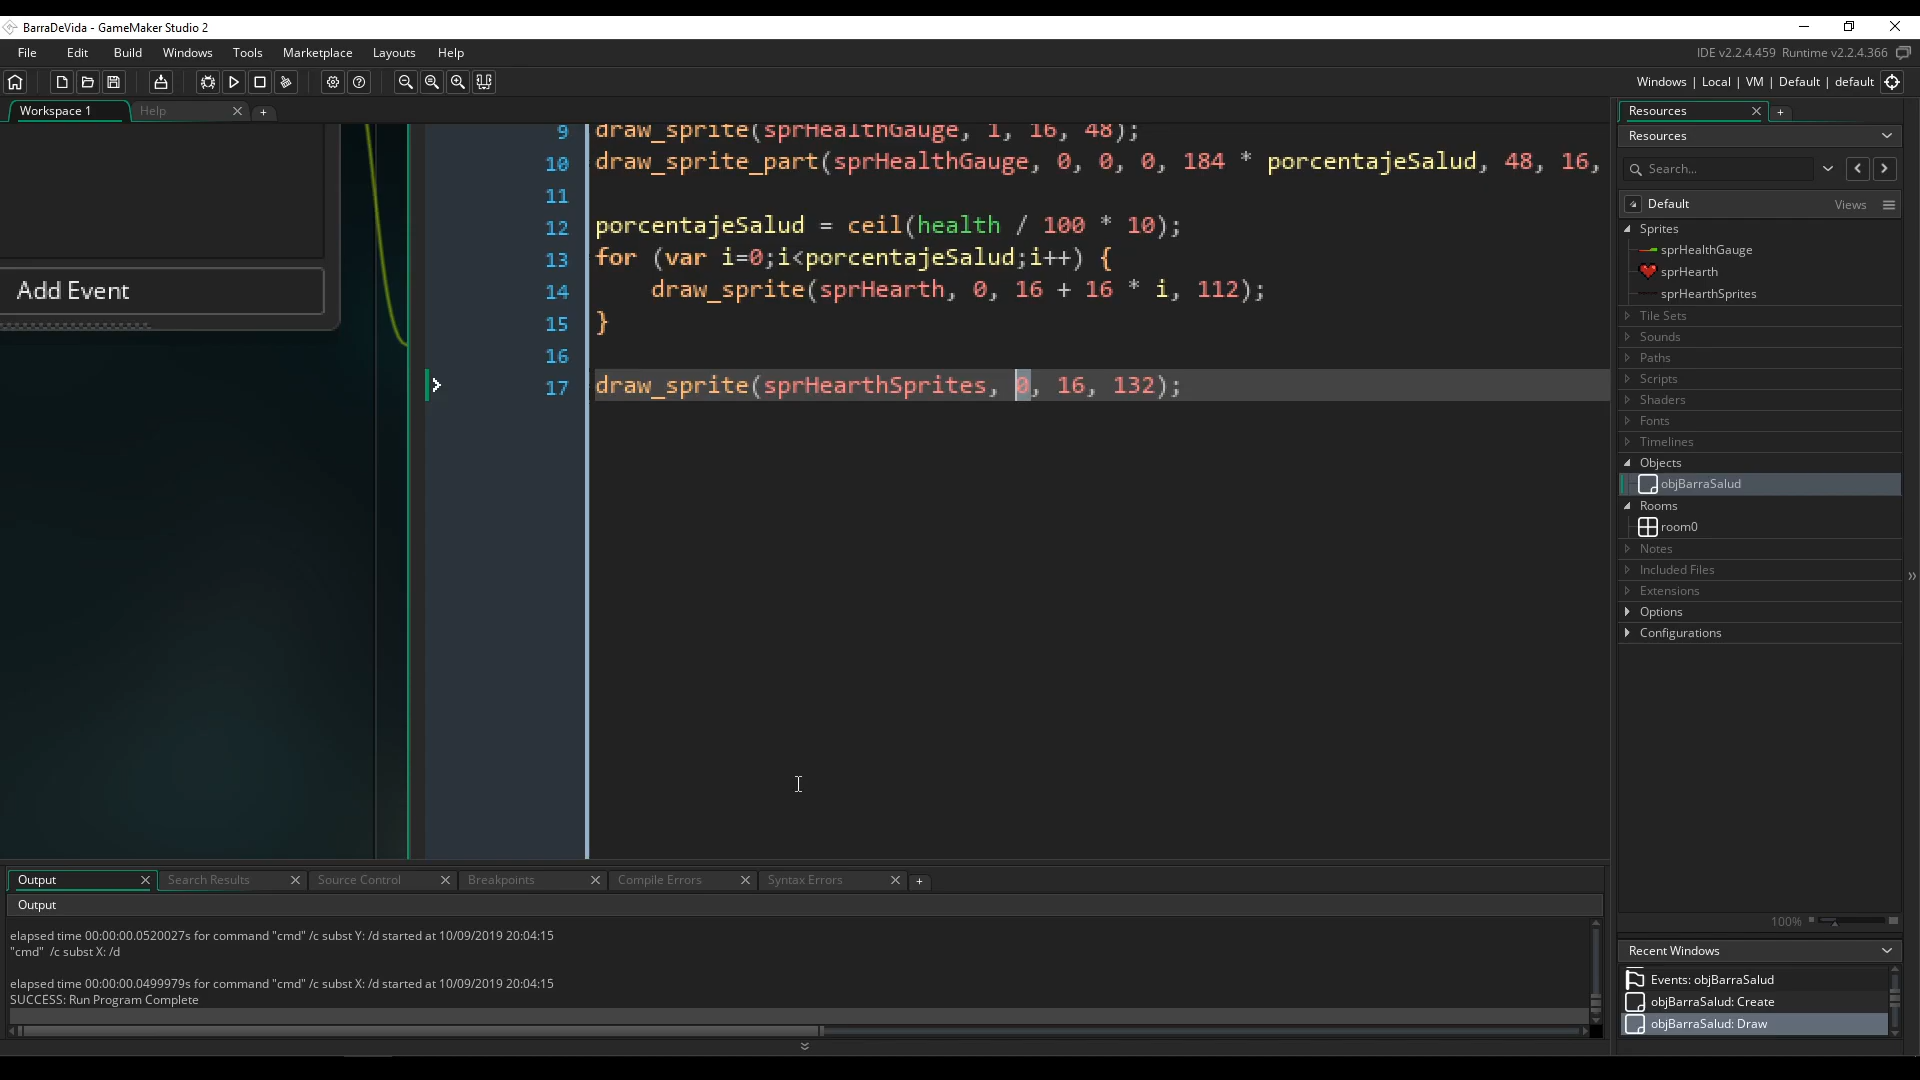 BarraDeVida - GameMaker Studio 2
File Edit Build Windows Tools Marketplace Layouts Help
IDE v2.2.4.459 Runtime v2.2.4.366
Windows | Local | VM | Default | default
Workspace 1
Help
Add Event
9 draw_sprite(sprHealthGauge, 1, 16, 48);
10 draw_sprite_part(sprHealthGauge, 0, 0, 0, 184 * porcentajeSalud, 48, 16,
11
12 porcentajeSalud = ceil(health / 100 * 10);
13 for (var i=0;i<porcentajeSalud;i++) {
14 draw_sprite(sprHearth, 0, 16 + 16 * i, 112);
15 }
16
17 draw_sprite(sprHearthSprites, 0, 16, 132);
Output
Search Results
Source Control
Breakpoints
Compile Errors
Syntax Errors
Output
elapsed time 00:00:00.0520027s for command "cmd" /c subst Y: /d started at 10/09/2019 20:04:15
"cmd" /c subst X: /d
elapsed time 00:00:00.0499979s for command "cmd" /c subst X: /d started at 10/09/2019 20:04:15
SUCCESS: Run Program Complete
Resources
Resources
Search...
Default
Views
Sprites
sprHealthGauge
sprHearth
sprHearthSprites
Tile Sets
Sounds
Paths
Scripts
Shaders
Fonts
Timelines
Objects
objBarraSalud
Rooms
room0
Notes
Included Files
Extensions
Options
Configurations
100%
Recent Windows
Events: objBarraSalud
objBarraSalud: Create
objBarraSalud: Draw